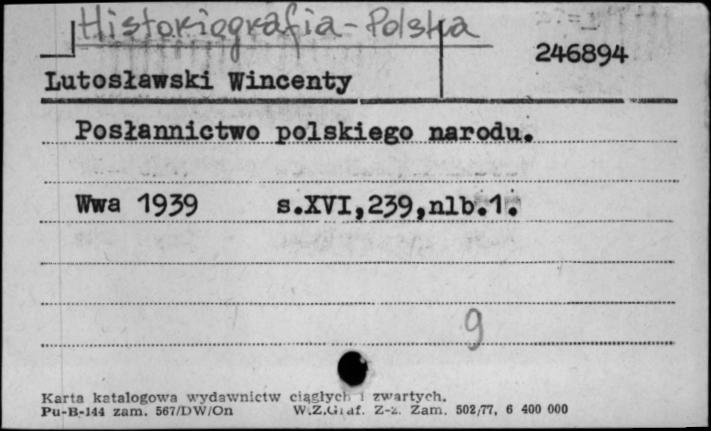 Historiografia - Polska
246894
Lutosławski Wincenty
Posłannictwo polskiego narodu.
Wwa 1939 s.XVI,239,nlb.1.
9
Karta katalogowa wydawnictw ciągłych i zwartych.
Pu-B-144 zam. 567/DW/On W.Z.Graf. Z-z. Zam. 502/77, 6 400 000